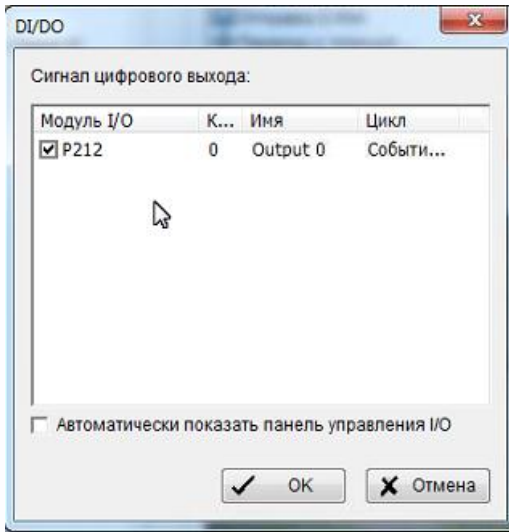 DI/DO
Сигнал цифрового выхода:
Модуль I/O К... Имя Цикл
P212 0 Output 0 Событи...
Автоматически показать панель управления I/O
OK Отмена